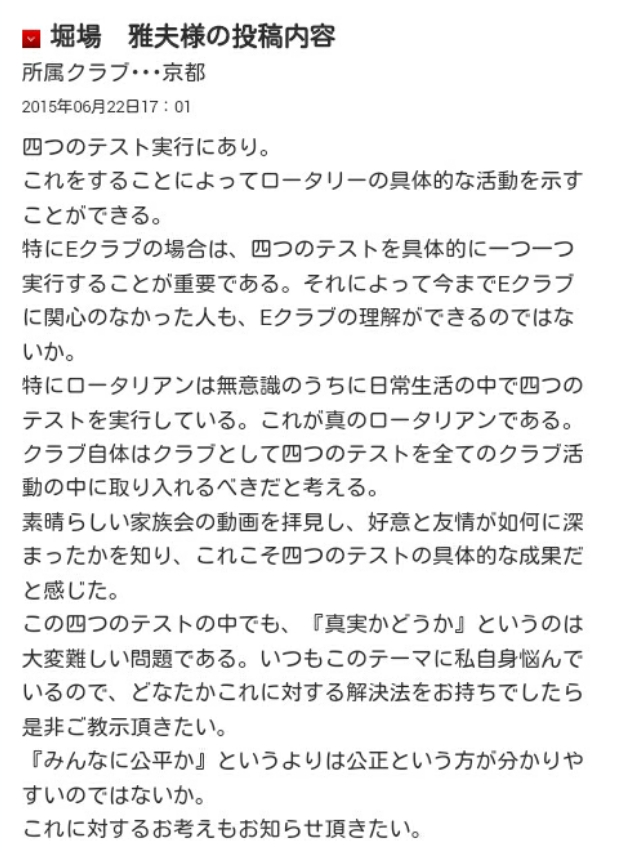 堀場　雅夫様の投稿内容
所属クラブ･･･京都
2015年06月22日17：01
四つのテスト実行にあり。
これをすることによってロータリーの具体的な活動を示す
ことができる。
特にEクラブの場合は、四つのテストを具体的に一つ一つ
実行することが重要である。それによって今までEクラブ
に関心のなかった人も、Eクラブの理解ができるのではな
いか。
特にロータリアンは無意識のうちに日常生活の中で四つの
テストを実行している。これが真のロータリアンである。
クラブ自体はクラブとして四つのテストを全てのクラブ活
動の中に取り入れるべきだと考える。
素晴らしい家族会の動画を拝見し、好意と友情が如何に深
まったかを知り、これこそ四つのテストの具体的な成果だ
と感じた。
この四つのテストの中でも、『真実かどうか』というのは
大変難しい問題である。いつもこのテーマに私自身悩んで
いるので、どなたかこれに対する解決法をお持ちでしたら
是非ご教示頂きたい。
『みんなに公平か』というよりは公正という方が分かりや
すいのではないか。
これに対するお考えもお知らせ頂きたい。